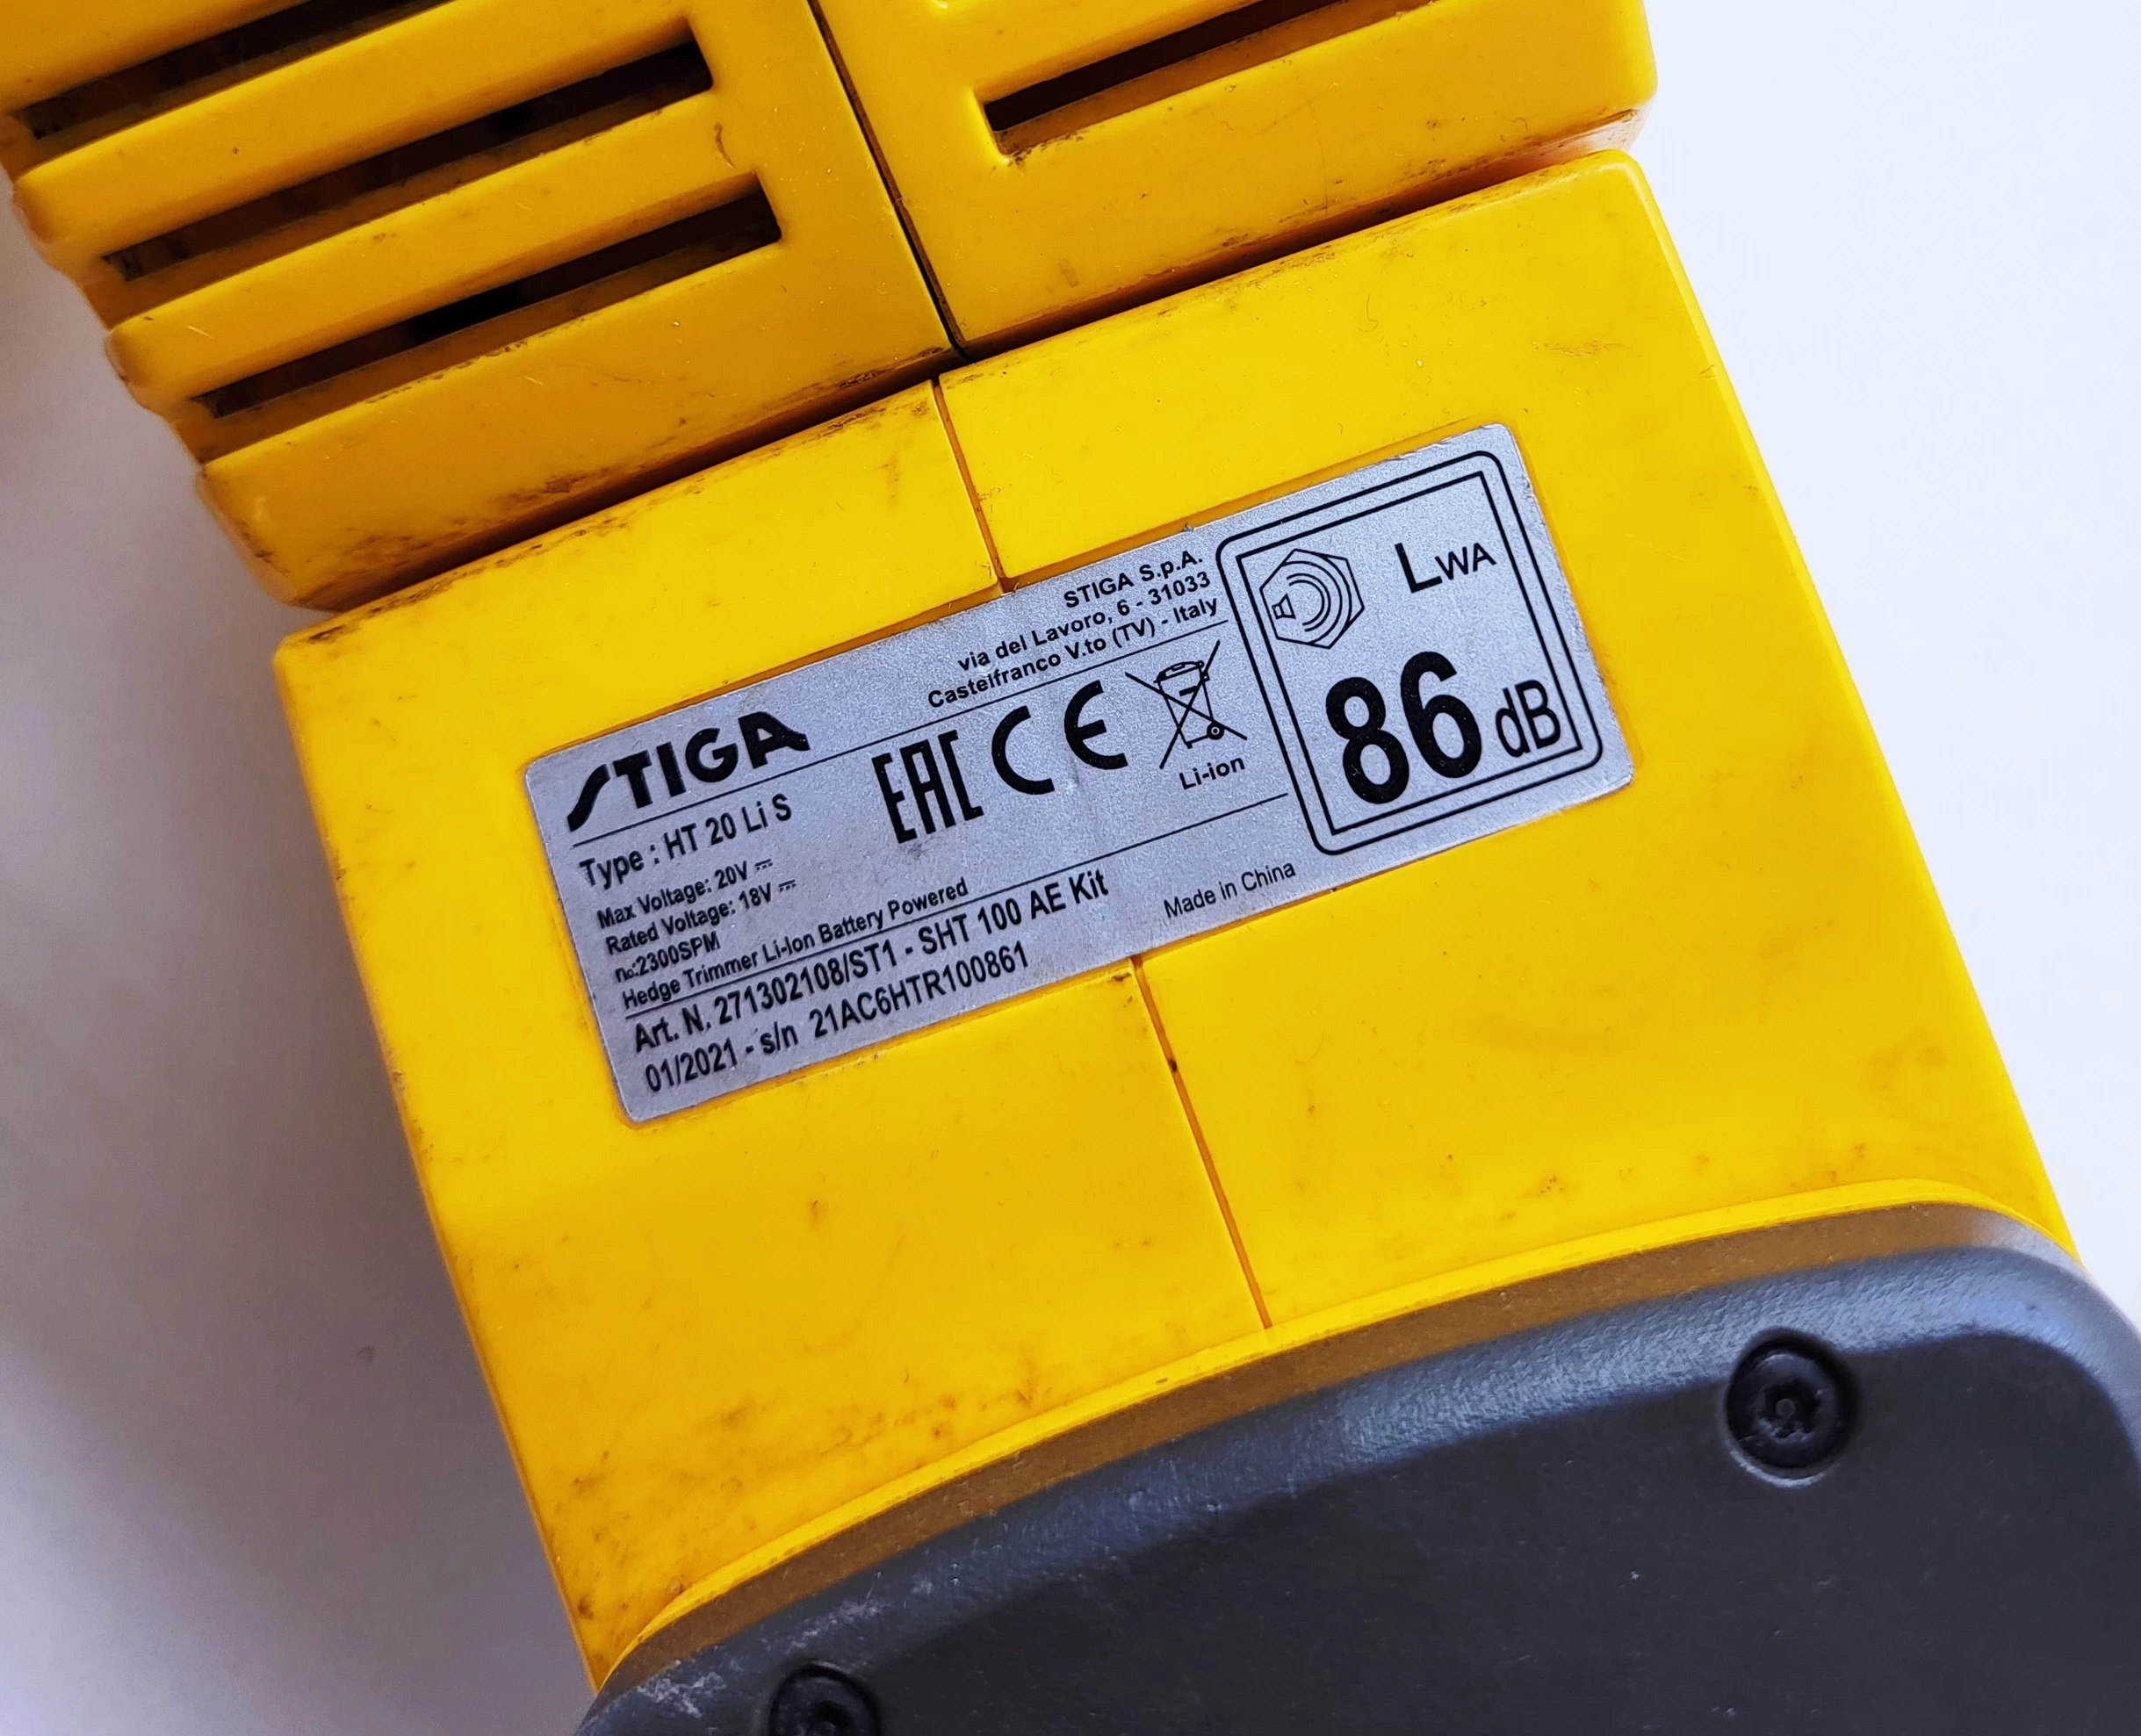 STIGA
STIGA S.p.A.
via del Lavoro, 6 - 31033
Castelfranco V.to (TV) - Italy
Type : HT 20 Li S
Max Voltage: 20V ⎓
Rated Voltage: 18V ⎓
no:2300SPM
Hedge Trimmer Li-Ion Battery Powered
EAC CE
Li-ion
LWA
86 dB
Art. N. 271302108/ST1 - SHT 100 AE Kit
01/2021 - s/n 21AC6HTR100861
Made in China